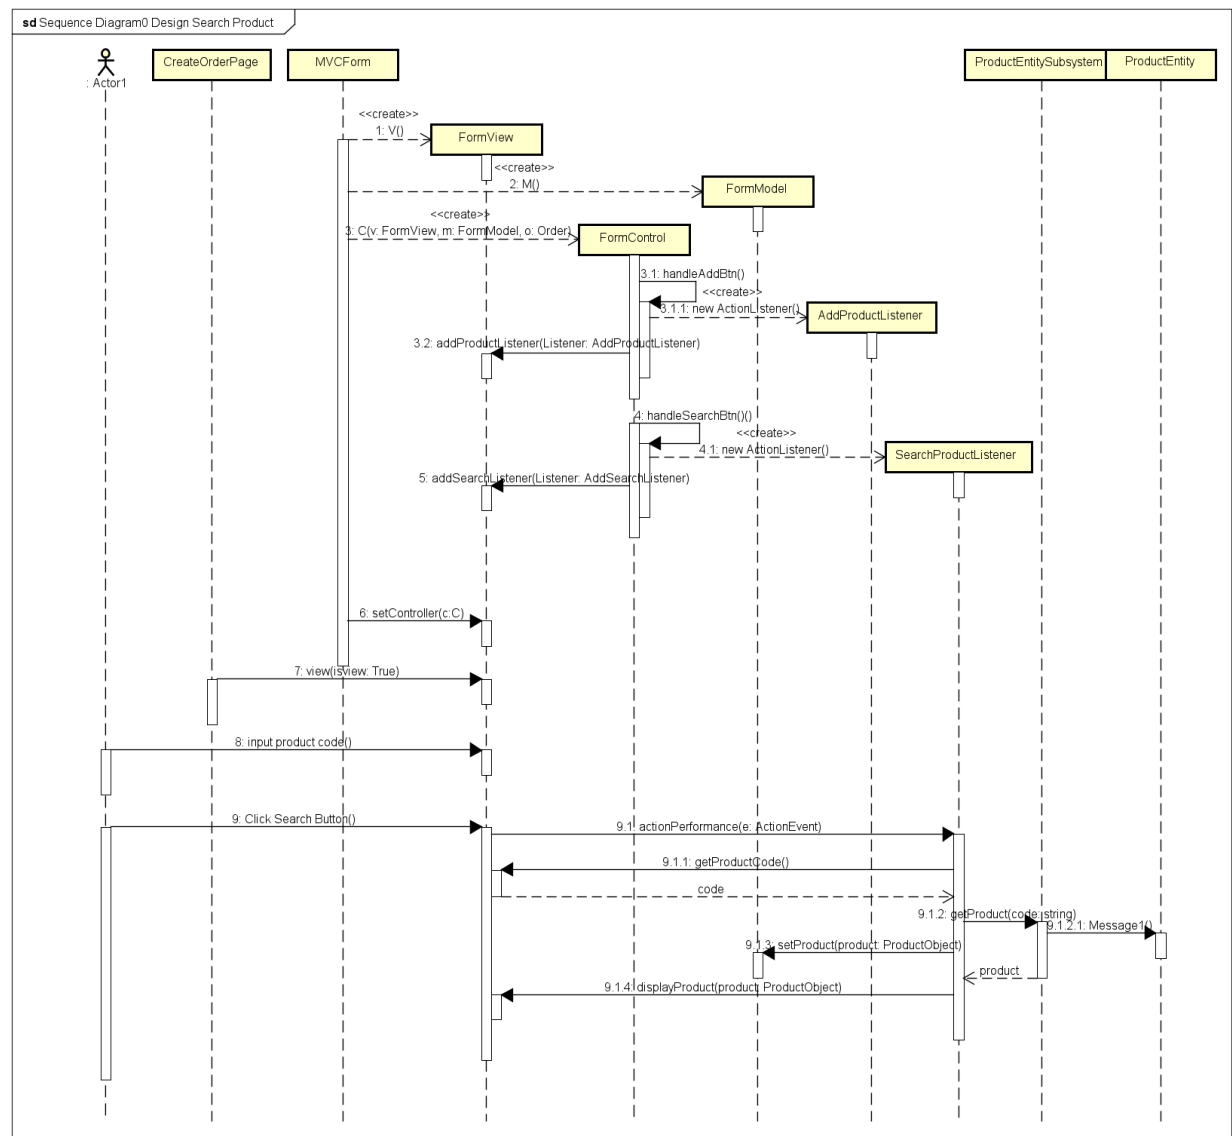 sd Sequence Diagram0 Design Search Product
: Actor1
CreateOrderPage
MVCForm
ProductEntitySubsystem
ProductEntity
<<create>>
1: V()
FormView
<<create>>
2: M()
FormModel
<<create>>
3: C(v: FormView, m: FormModel, o: Order)
FormControl
3.1: handleAddBtn()
<<create>>
3.1.1: new ActionListener()
AddProductListener
3.2: addProductListener(Listener: AddProductListener)
4: handleSearchBtn()()
<<create>>
4.1: new ActionListener()
SearchProductListener
5: addSearchListener(Listener: AddSearchListener)
6: setController(c:C)
7: view(isview: True)
8: input product code()
9: Click Search Button()
9.1: actionPerformance(e: ActionEvent)
9.1.1: getProductCode()
code
9.1.2: getProduct(code: string)
9.1.2.1: Message1()
9.1.3: setProduct(product: ProductObject)
product
9.1.4: displayProduct(product: ProductObject)